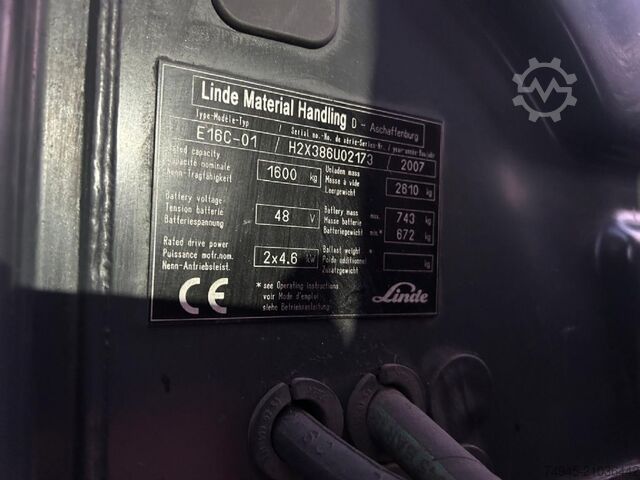 Linde Material Handling D - Aschaffenburg
Type-Modèle-Typ / Serial no.-No. de série-Serien-Nr. / year-année-Baujahr
E16C-01 / H2X386U02173 / 2007
Rated capacity Unladen mass
Capacité nominale 1600 kg Masse à vide 2810 kg
Nenn-Tragfähigkeit Leergewicht
Battery voltage Battery mass max. 743 kg
Tension batterie 48 V Masse batterie
Batteriespannung Batteriegewicht min.* 672 kg
Rated drive power Ballast weight *
Puissance motr.nom. 2x4.6 kW Poids additionnel kg
Nenn-Antriebsleist. Zusatzgewicht
CE * see Operating instructions Linde
voir Mode d'emploi
siehe Betriebsanleitung
74945-21036442